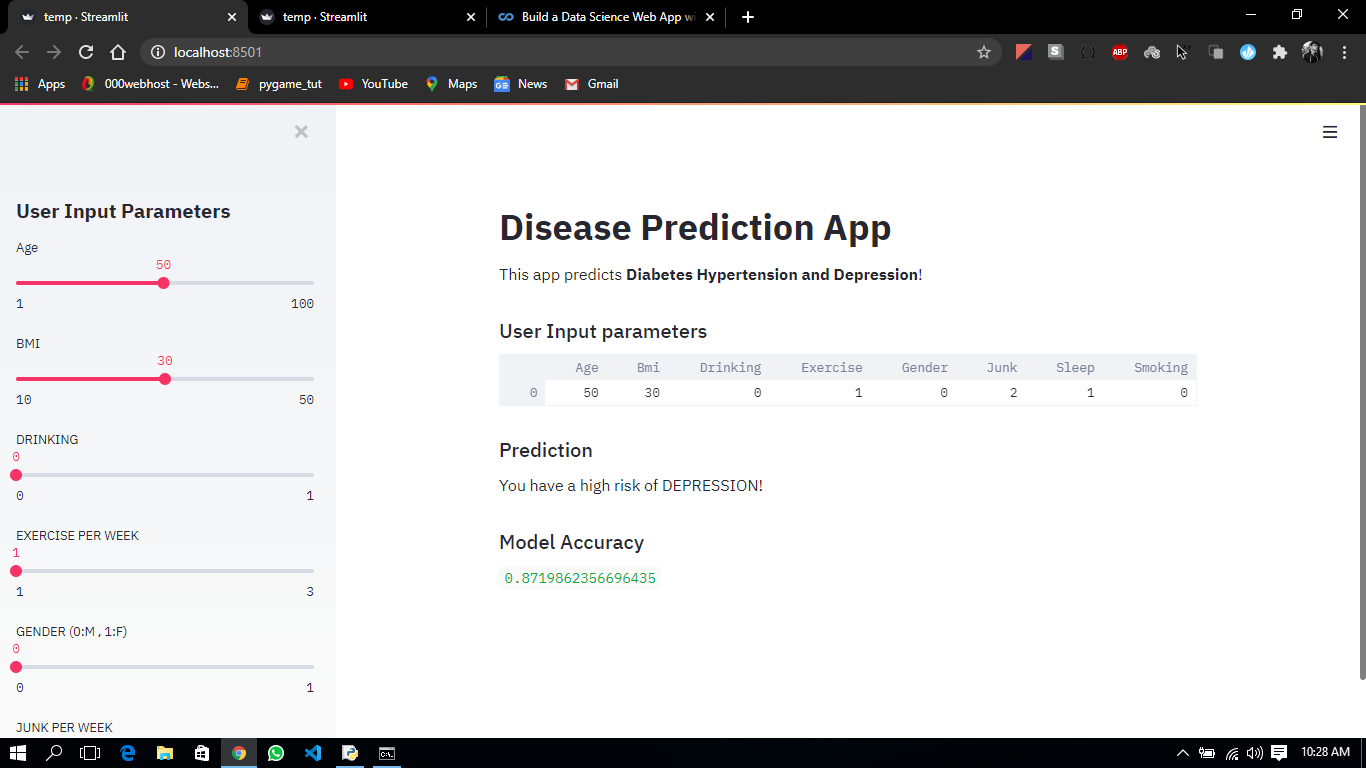 temp · Streamlit
temp · Streamlit
Build a Data Science Web App wi
localhost:8501
ABP
Apps
000webhost - Webs...
pygame_tut
YouTube
Maps
News
Gmail
User Input Parameters
Age
50
1 100
BMI
30
10 50
DRINKING
0
0 1
EXERCISE PER WEEK
1
1 3
GENDER (0:M , 1:F)
0
0 1
JUNK PER WEEK
Disease Prediction App
This app predicts Diabetes Hypertension and Depression!
User Input parameters
Age Bmi Drinking Exercise Gender Junk Sleep Smoking
0 50 30 0 1 0 2 1 0
Prediction
You have a high risk of DEPRESSION!
Model Accuracy
0.8719862356696435
10:28 AM